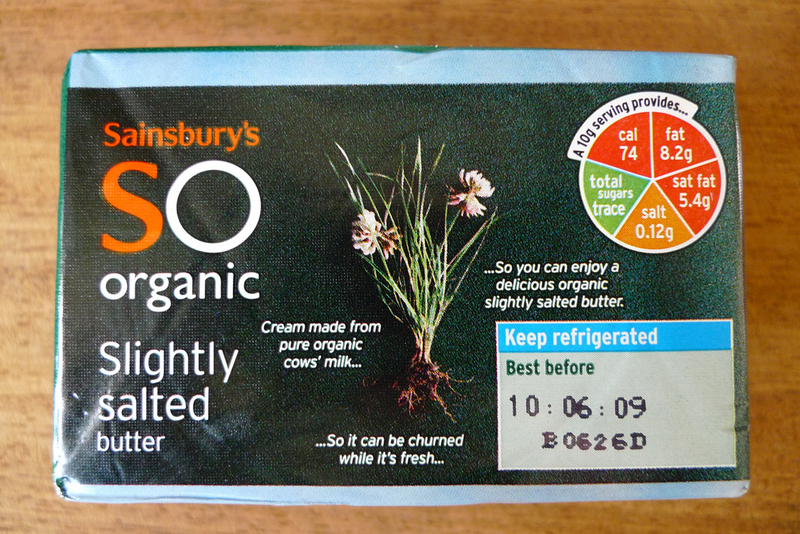 Sainsbury's
SO
organic
Slightly
salted
butter
Cream made from
pure organic
cows' milk...
...So it can be churned
while it's fresh...
...So you can enjoy a
delicious organic
slightly salted butter.
A 10g serving provides...
cal
74
fat
8.2g
sat fat
5.4g
salt
0.12g
total
sugars
trace
Keep refrigerated
Best before
10:06:09
B0626D